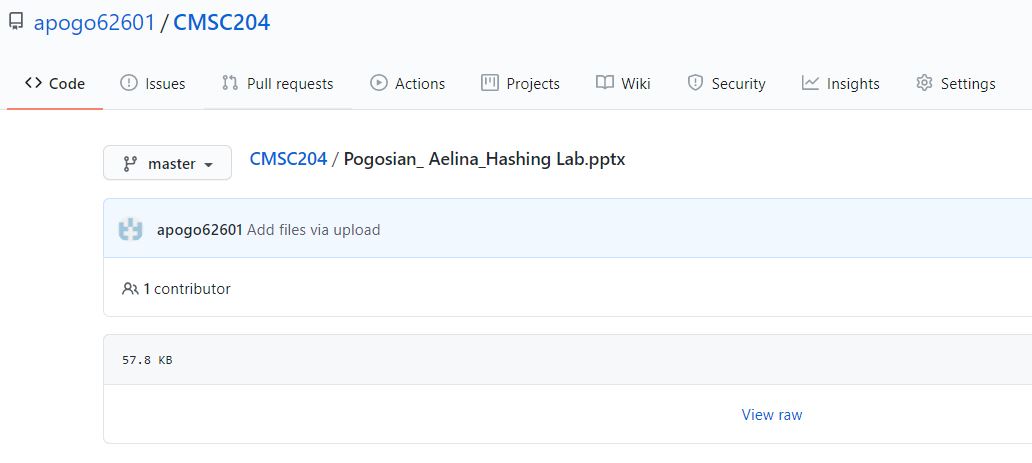 apogo62601 / CMSC204
Code Issues Pull requests Actions Projects Wiki Security Insights Settings
master CMSC204 / Pogosian_ Aelina_Hashing Lab.pptx
apogo62601 Add files via upload
1 contributor
57.8 KB
View raw